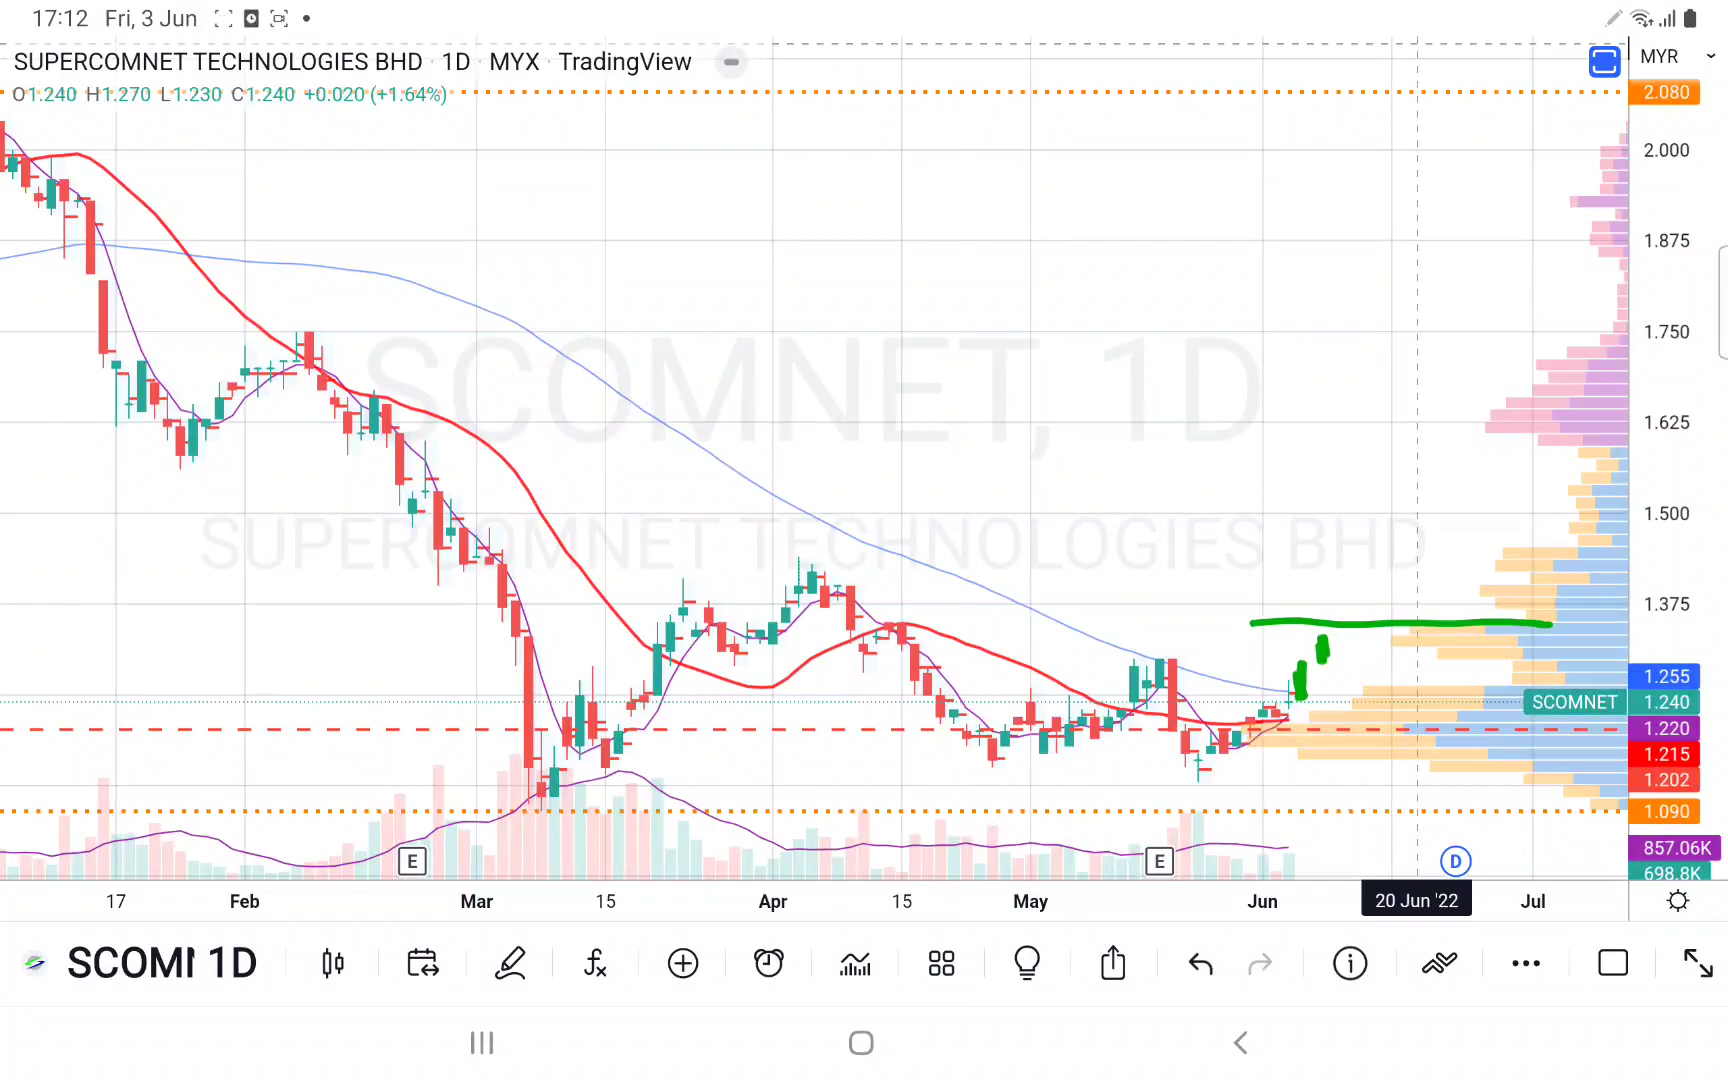 17:12 Fri, 3 Jun
SUPERCOMNET TECHNOLOGIES BHD · 1D · MYX · TradingView
O1.240 H1.270 L1.230 C1.240 +0.020 (+1.64%)
MYR
2.080
2.000
1.875
1.750
1.625
1.500
1.375
1.255
SCOMNET 1.240
1.220
1.215
1.202
1.090
857.06K
698.8K
SCOMNET, 1D
SUPERCOMNET TECHNOLOGIES BHD
E
E
D
17 Feb Mar 15 Apr 15 May Jun 20 Jun '22 Jul
1D